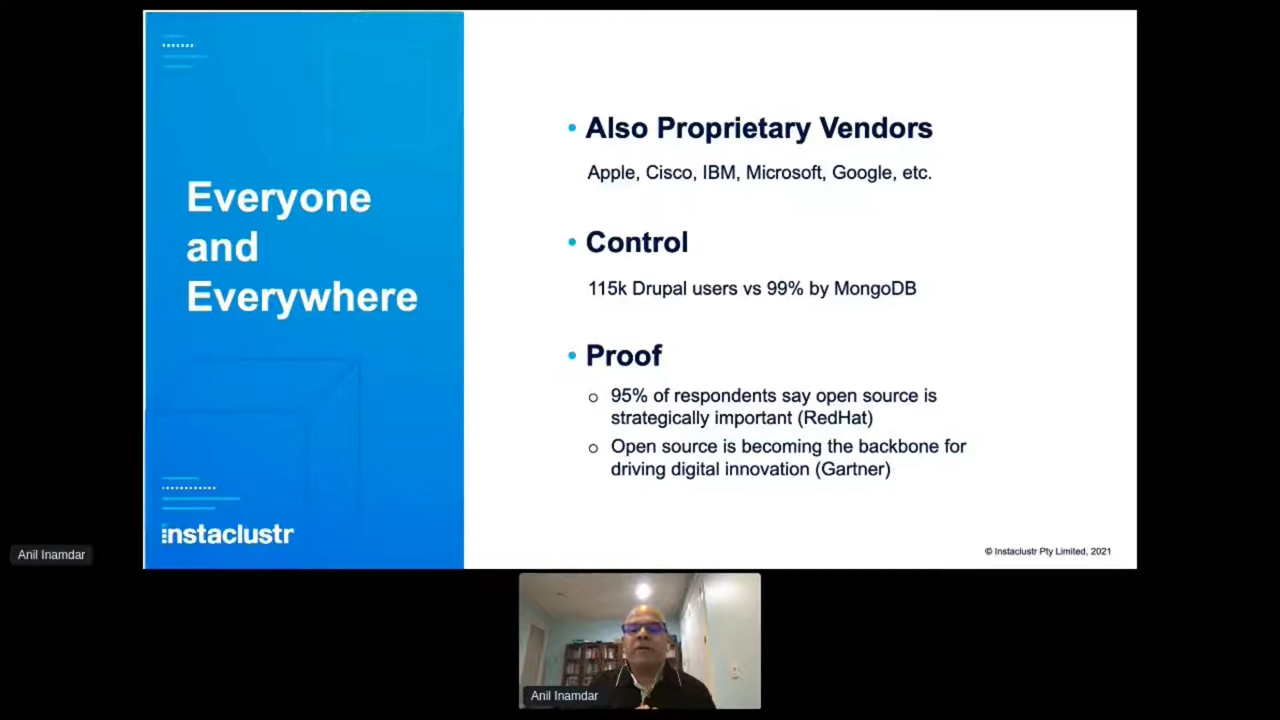 Everyone
and
Everywhere
instaclustr
• Also Proprietary Vendors
Apple, Cisco, IBM, Microsoft, Google, etc.
• Control
115k Drupal users vs 99% by MongoDB
• Proof
o 95% of respondents say open source is
strategically important (RedHat)
o Open source is becoming the backbone for
driving digital innovation (Gartner)
© Instaclustr Pty Limited, 2021
Anil Inamdar
Anil Inamdar